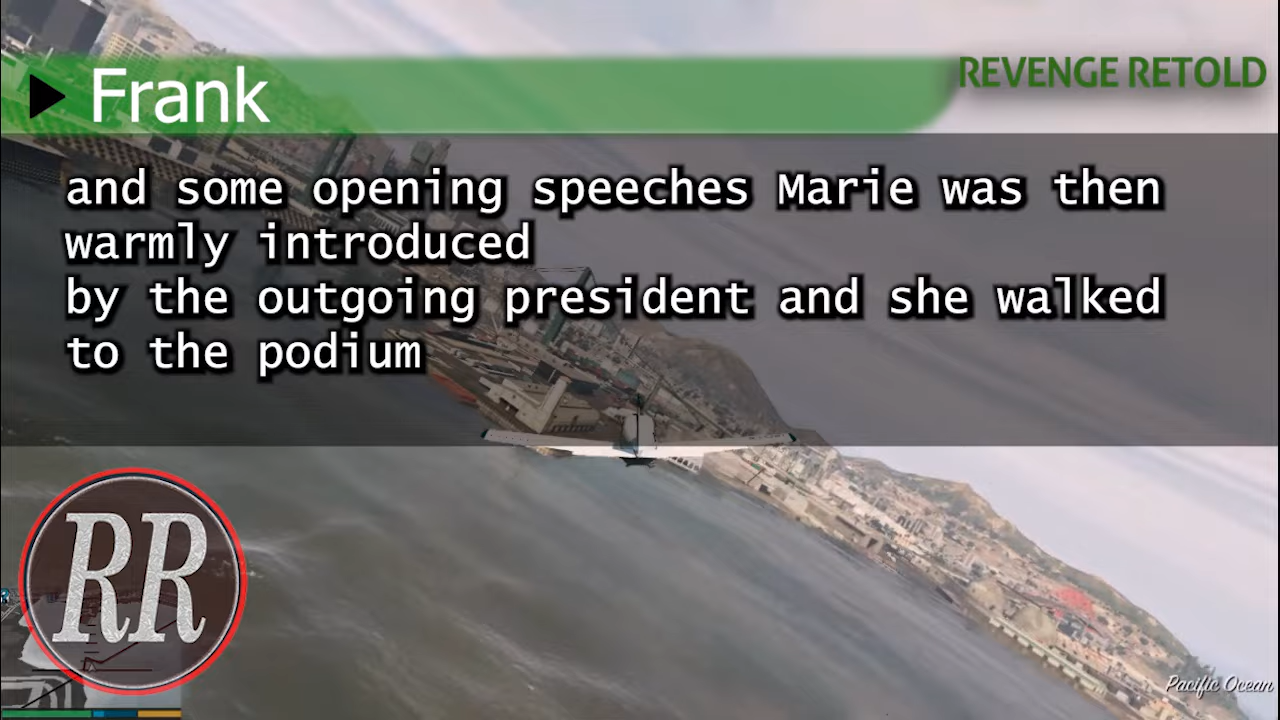 Frank
REVENGE RETOLD
and some opening speeches Marie was then
warmly introduced
by the outgoing president and she walked
to the podium
RR
Pacific Ocean